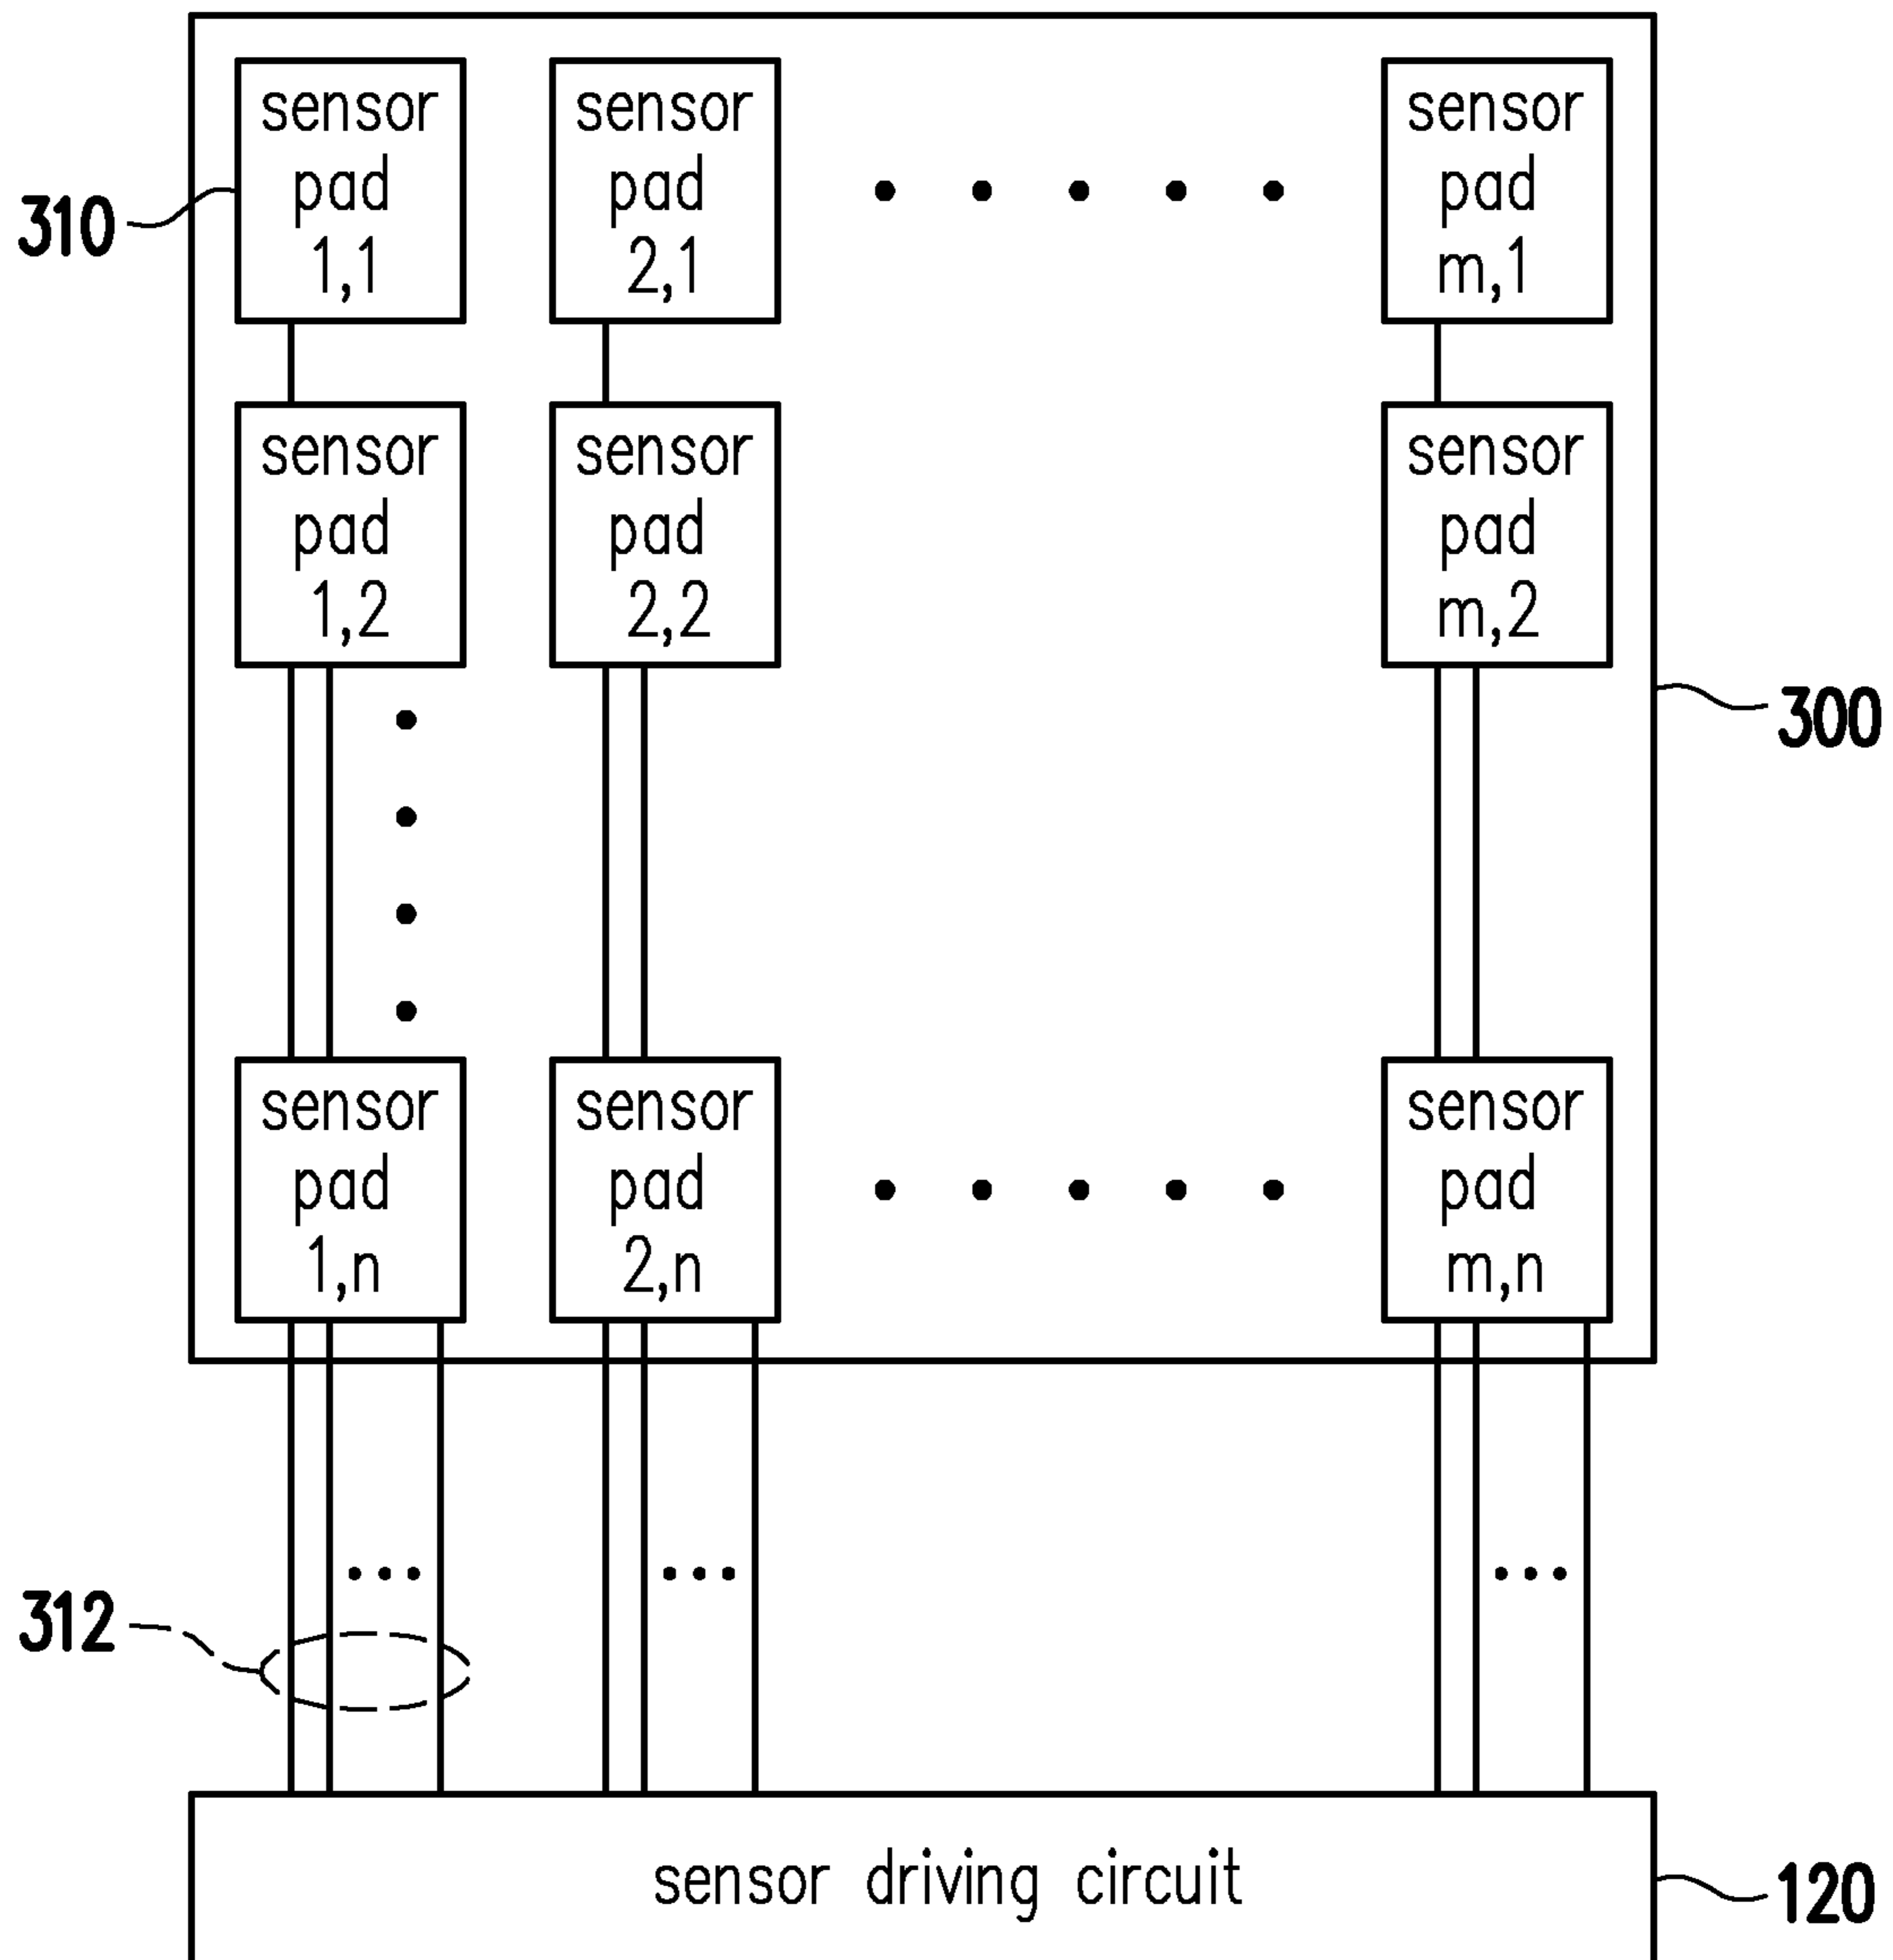 sensor pad 1,1
sensor pad 2,1
sensor pad m,1
310
sensor pad 1,2
sensor pad 2,2
sensor pad m,2
300
sensor pad 1,n
sensor pad 2,n
sensor pad m,n
312
sensor driving circuit
120